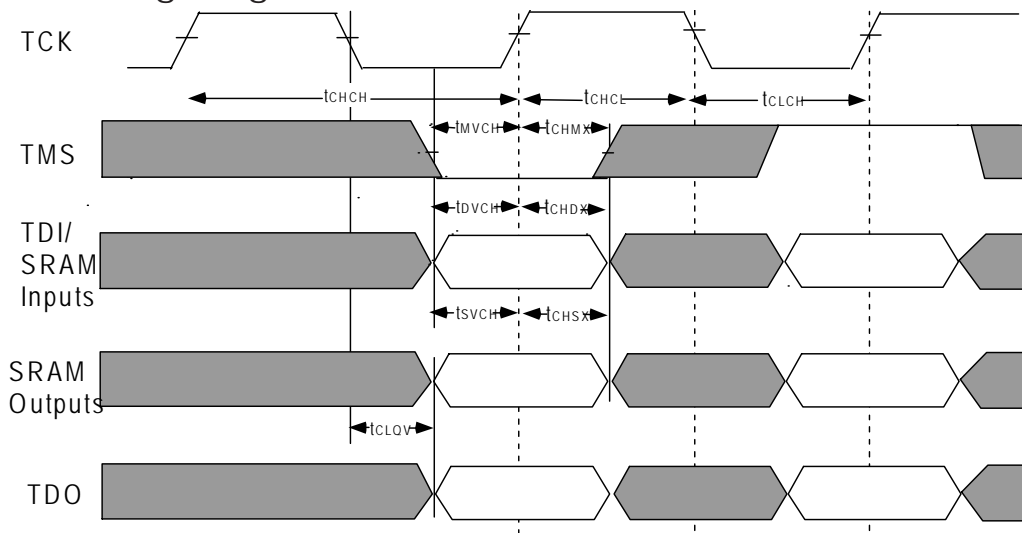 TCK
tCHCH
tCHCL
tCLCH
tMVCH
tCHMX
TMS
tDVCH
tCHDX
TDI/
SRAM
Inputs
tSVCH
tCHSX
SRAM
Outputs
tCLQV
TDO